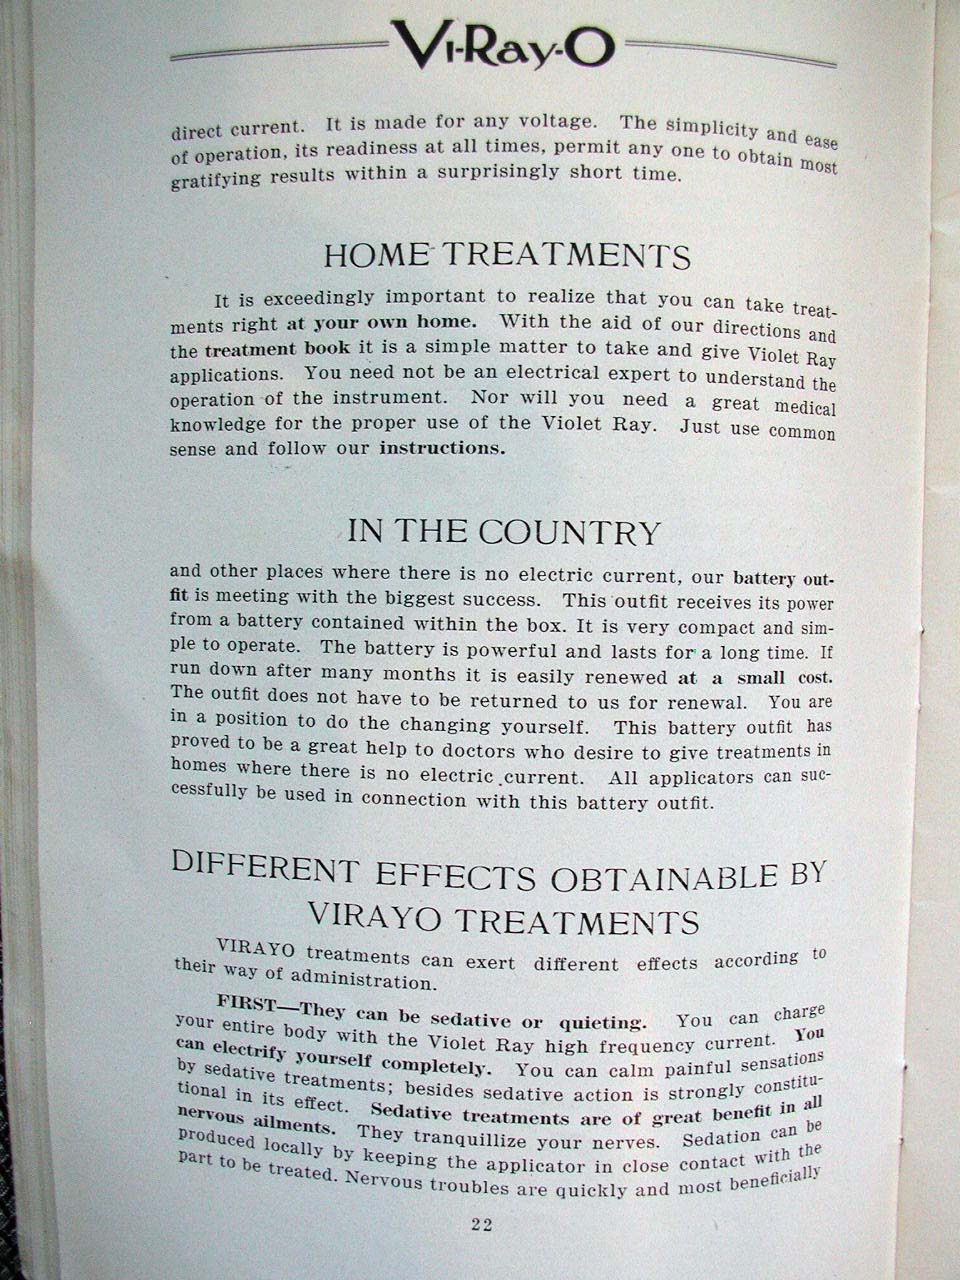 Vi-Ray-O
direct current. It is made for any voltage. The simplicity and ease
of operation, its readiness at all times, permit any one to obtain most
gratifying results within a surprisingly short time.
HOME TREATMENTS
It is exceedingly important to realize that you can take treat-
ments right at your own home. With the aid of our directions and
the treatment book it is a simple matter to take and give Violet Ray
applications. You need not be an electrical expert to understand the
operation of the instrument. Nor will you need a great medical
knowledge for the proper use of the Violet Ray. Just use common
sense and follow our instructions.
IN THE COUNTRY
and other places where there is no electric current, our battery out-
fit is meeting with the biggest success. This outfit receives its power
from a battery contained within the box. It is very compact and sim-
ple to operate. The battery is powerful and lasts for a long time. If
run down after many months it is easily renewed at a small cost.
The outfit does not have to be returned to us for renewal. You are
in a position to do the changing yourself. This battery outfit has
proved to be a great help to doctors who desire to give treatments in
homes where there is no electric current. All applicators can suc-
cessfully be used in connection with this battery outfit.
DIFFERENT EFFECTS OBTAINABLE BY
VIRAYO TREATMENTS
VIRAYO treatments can exert different effects according to
their way of administration.
FIRST—They can be sedative or quieting. You can charge
your entire body with the Violet Ray high frequency current. You
can electrify yourself completely. You can calm painful sensations
by sedative treatments; besides sedative action is strongly constitu-
tional in its effect. Sedative treatments are of great benefit in all
nervous ailments. They tranquillize your nerves. Sedation can be
produced locally by keeping the applicator in close contact with the
part to be treated. Nervous troubles are quickly and most beneficially
22